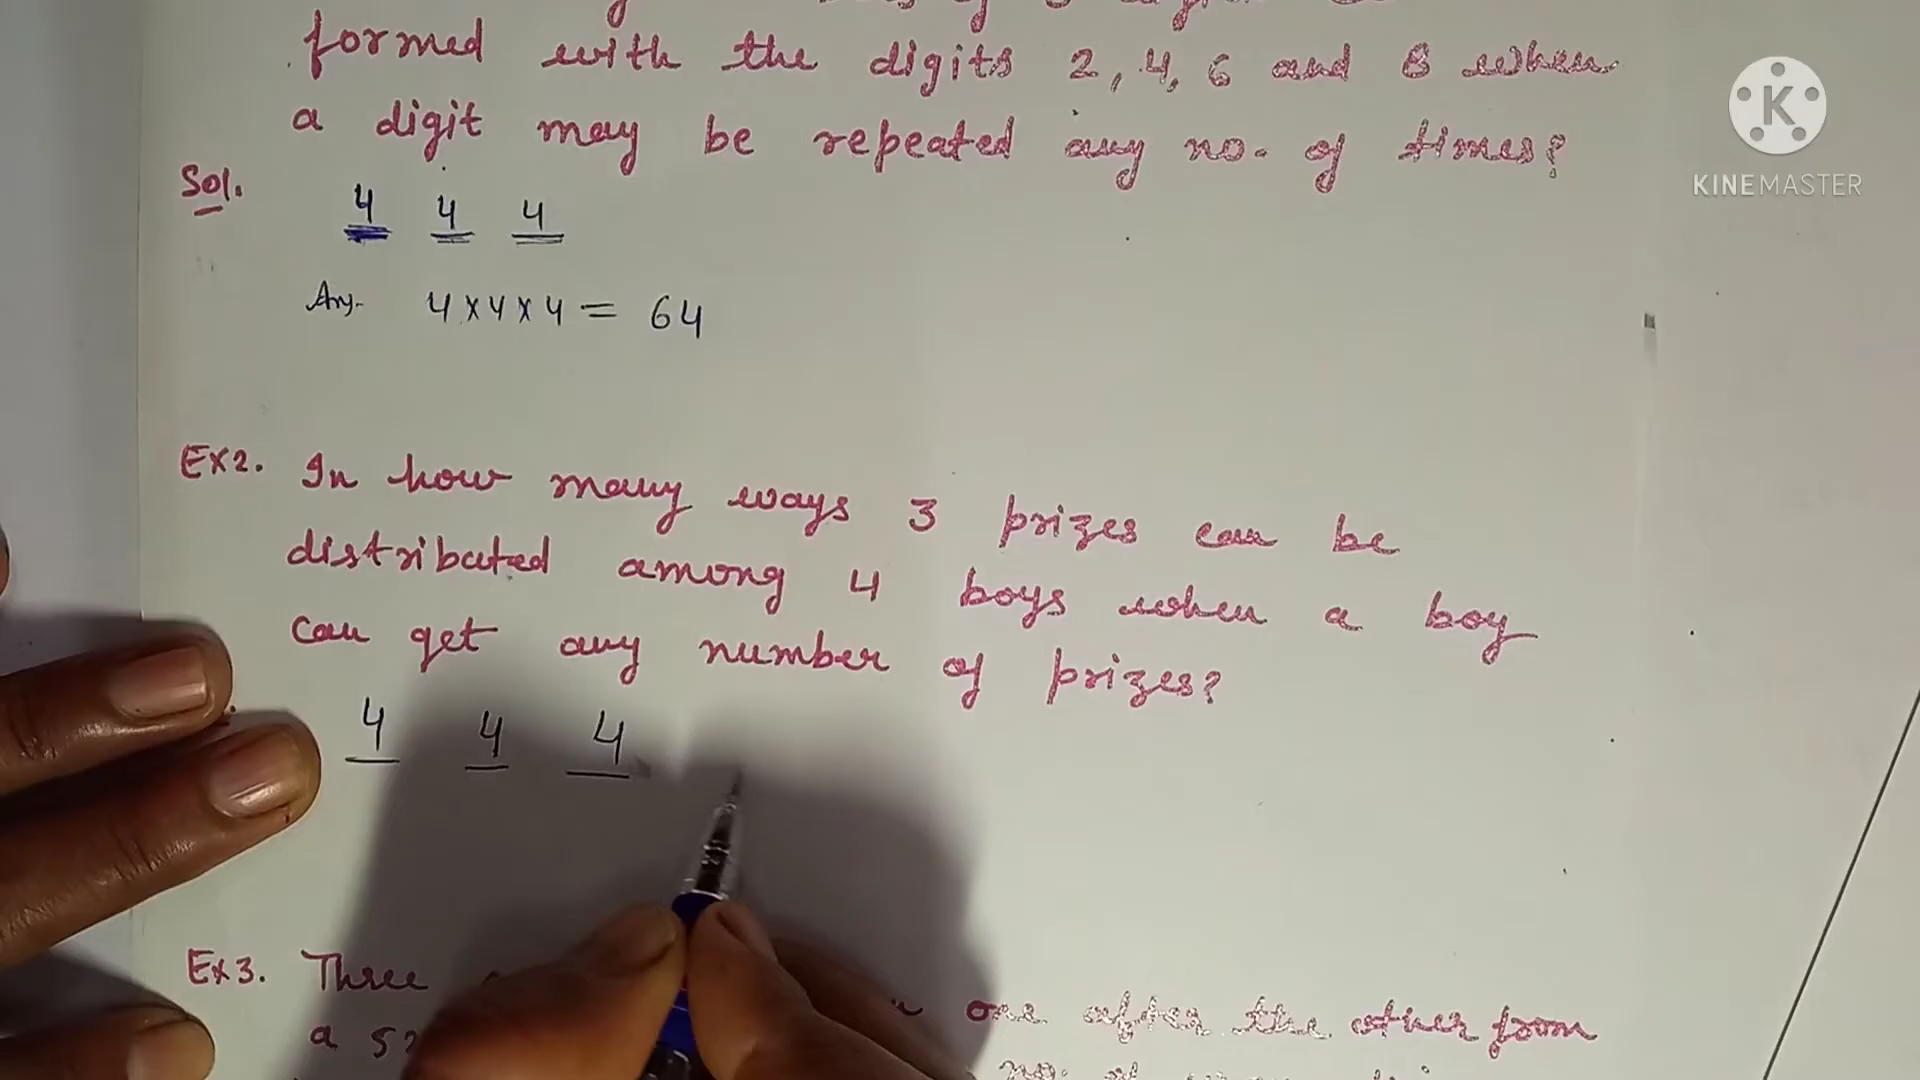 formed with the digits 2, 4, 6 and 8 when
a digit may be repeated any no. of times?
Sol.
4 4 4
Ans. 4 x 4 x 4 = 64
Ex2. In how many ways 3 prizes can be
distributed among 4 boys when a boy
can get any number of prizes?
4 4 4
Ex3. Three one after the other from
a
no. of
K
KINEMASTER